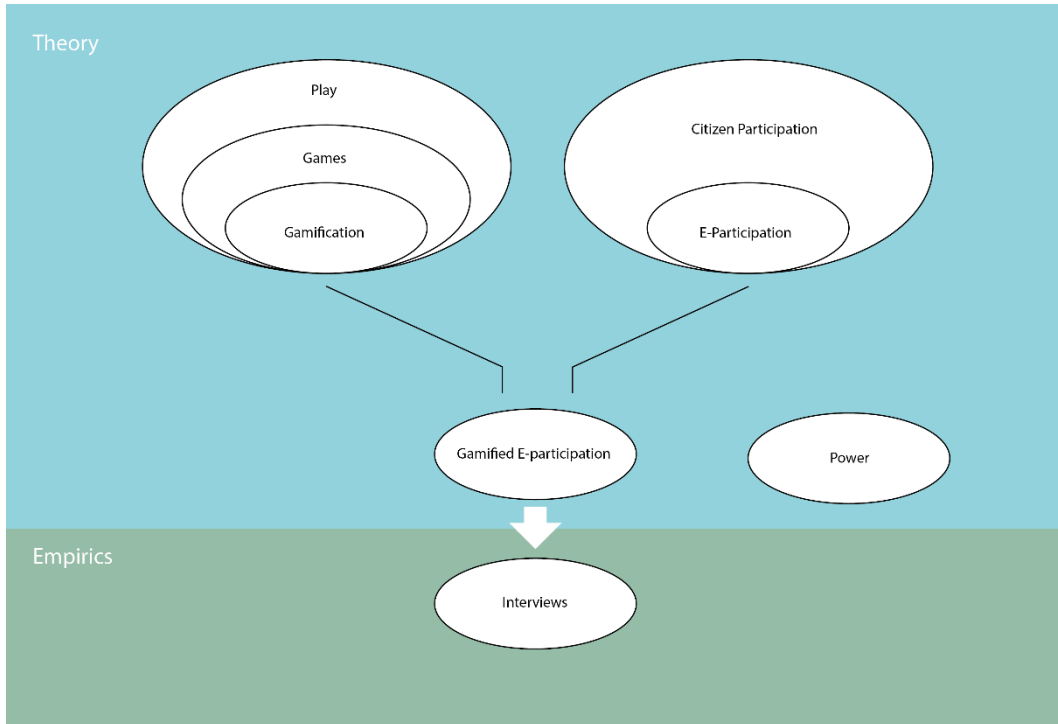 Theory
Play
Games
Gamification
Citizen Participation
E-Participation
Gamified E-participation
Power
Empirics
Interviews